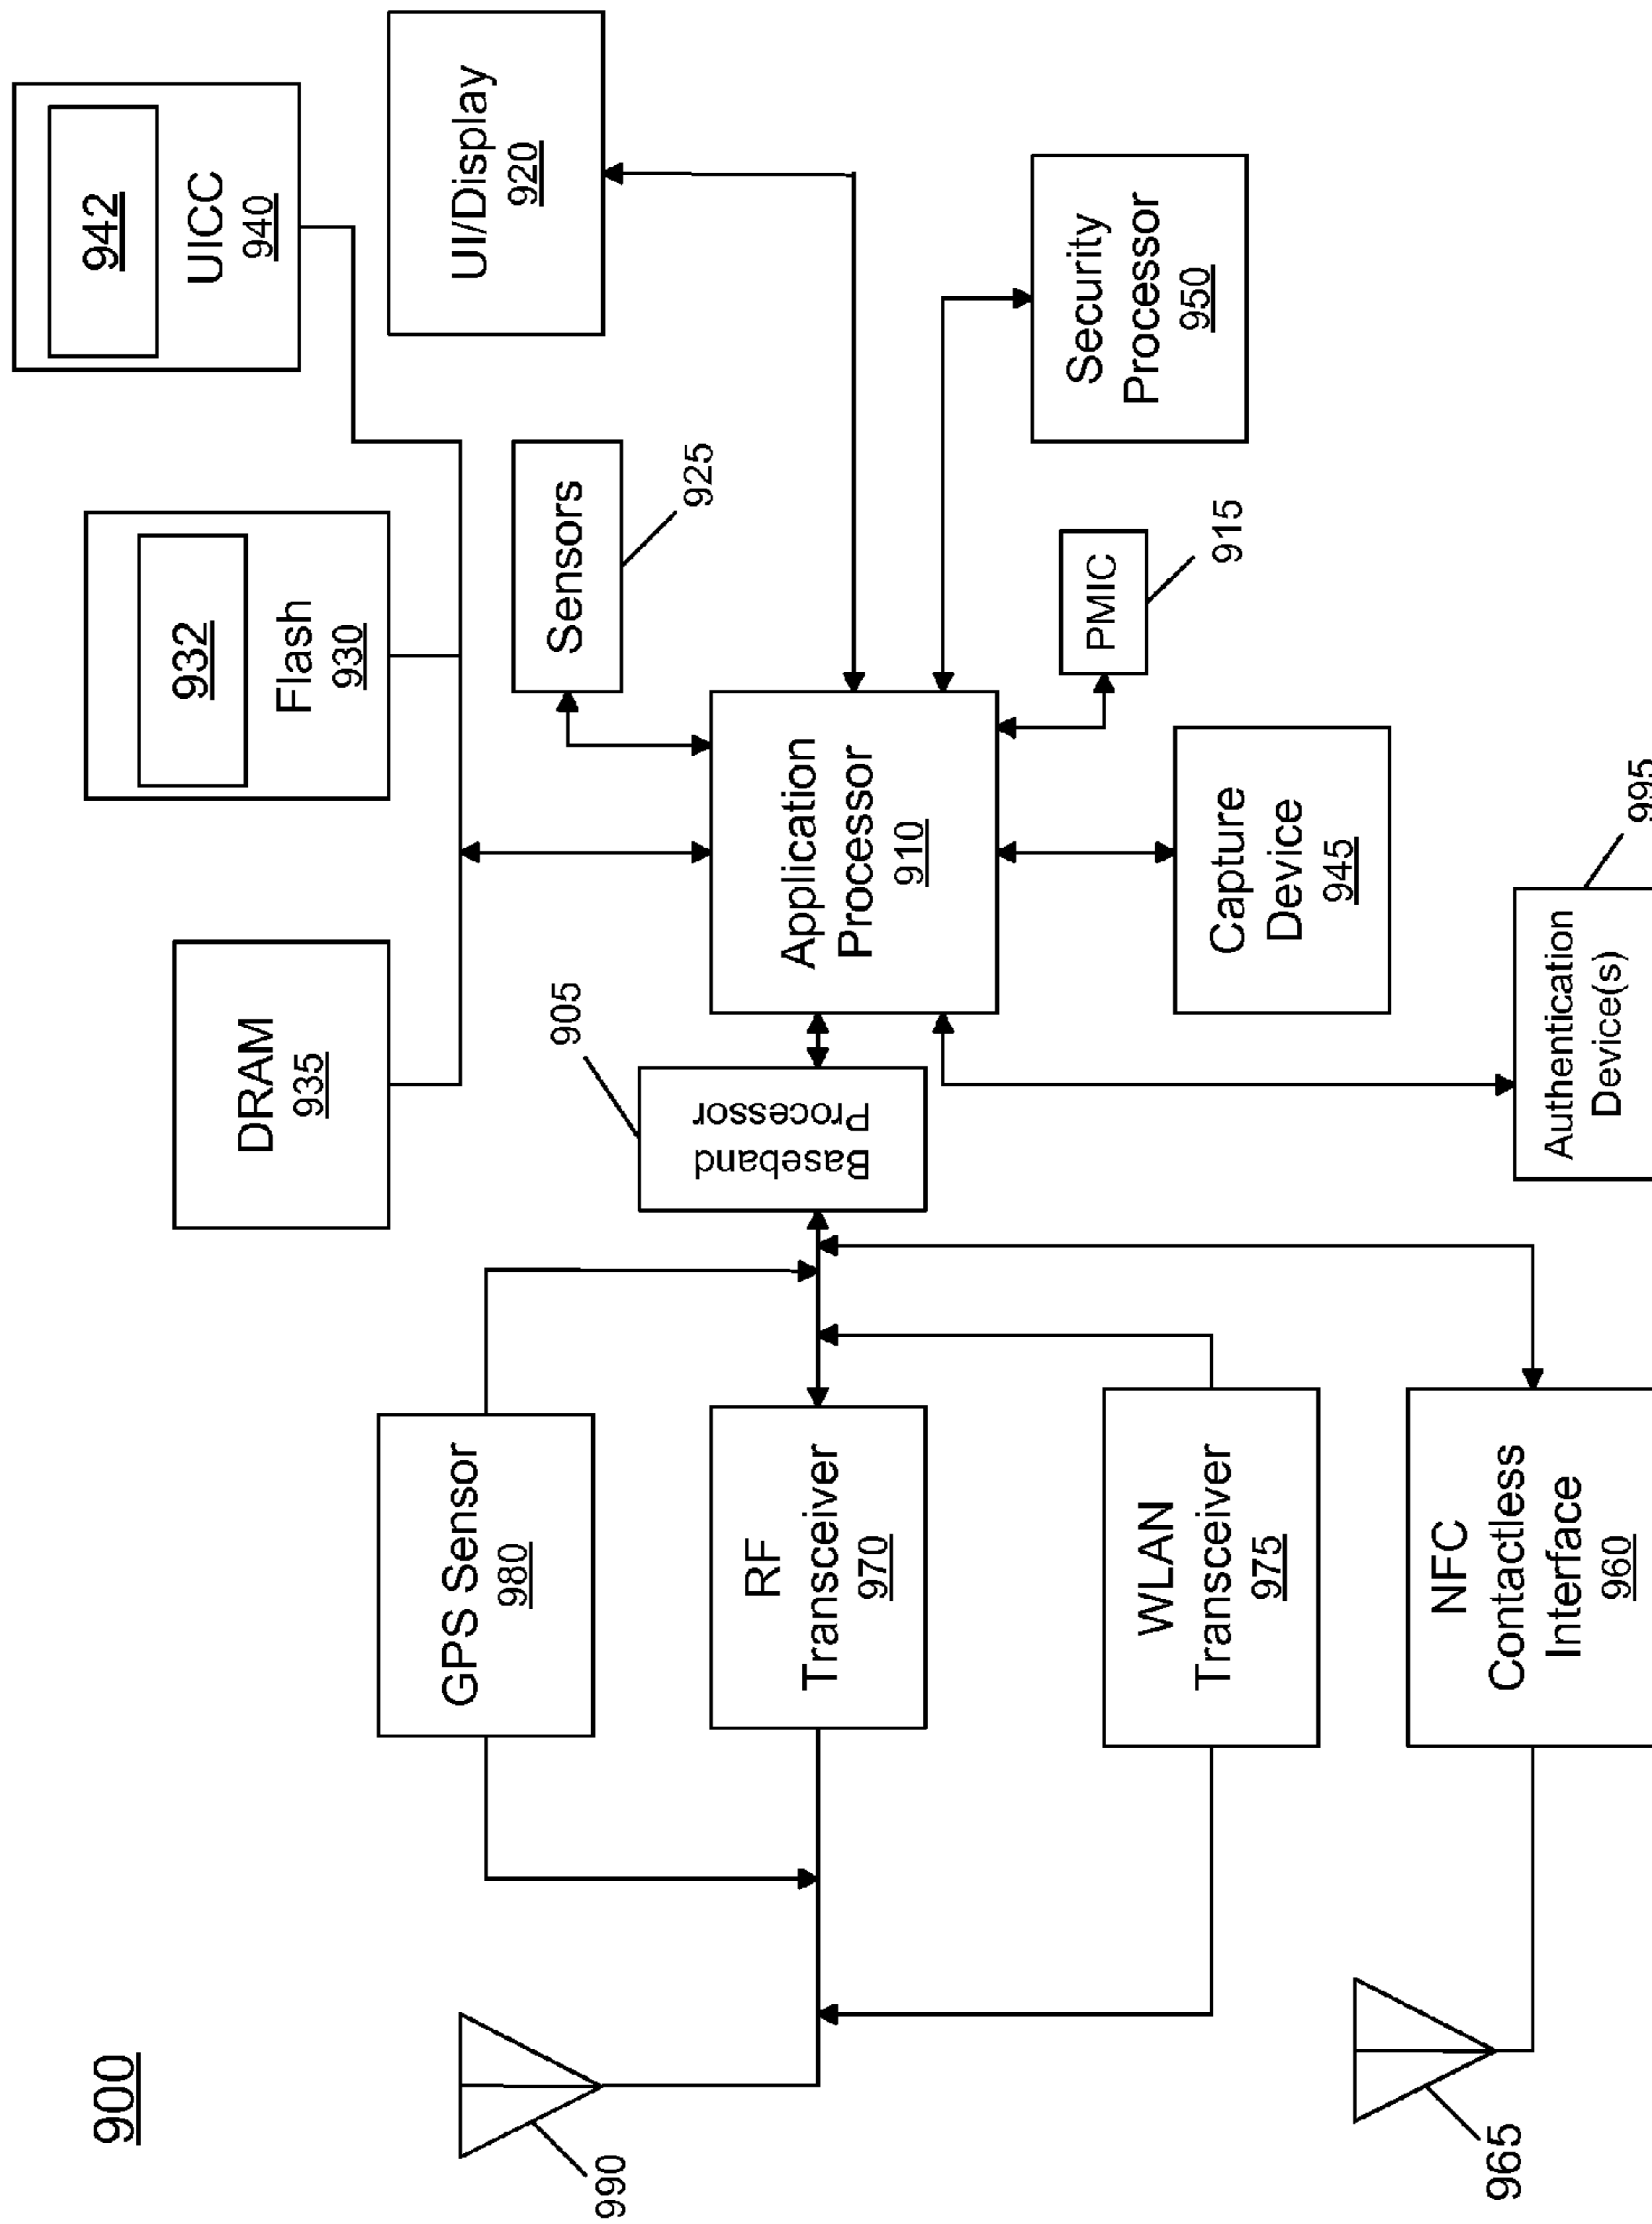 900
DRAM
935
932
Flash
930
942
UICC
940
UI/Display
920
Sensors
925
905
Baseband
Processor
Application
Processor
910
GPS Sensor
980
RF
Transceiver
970
WLAN
Transceiver
975
NFC
Contactless
Interface
960
990
965
PMIC
915
Security
Processor
950
Capture
Device
945
Authentication
Device(s)
995